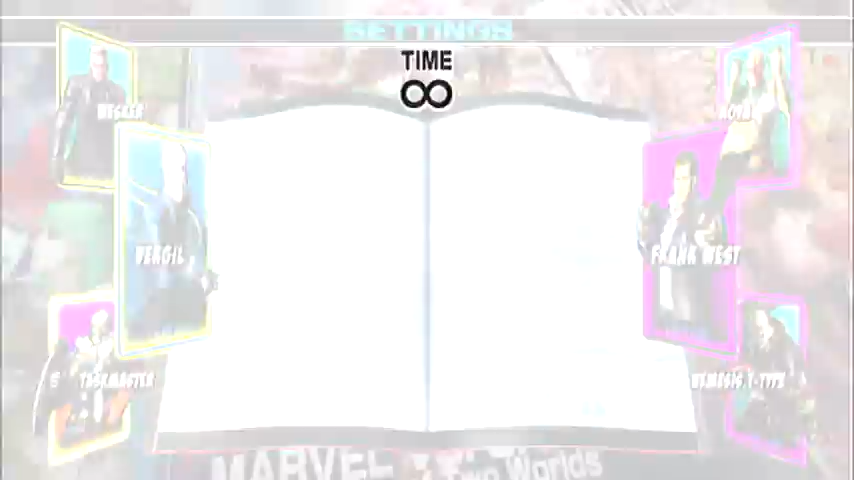 SETTINGS
TIME
∞
WESKER
NOVA
VERGIL
FRANK WEST
TASKMASTER
NEMESIS T-TYPE
MARVEL
Two Worlds